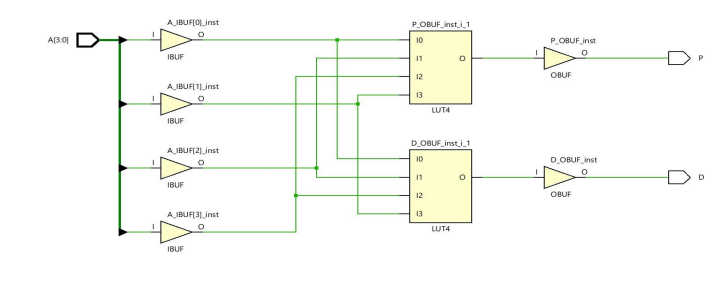 A_IBUF[0]_inst
A[3:0]
I
O
IBUF
A_IBUF[1]_inst
I
O
IBUF
A_IBUF[2]_inst
I
O
IBUF
A_IBUF[3]_inst
I
O
IBUF
P_OBUF_inst_i_1
I0
I1
I2
I3
O
LUT4
P_OBUF_inst
I
O
OBUF
P
D_OBUF_inst_i_1
I0
I1
I2
I3
O
LUT4
D_OBUF_inst
I
O
OBUF
D